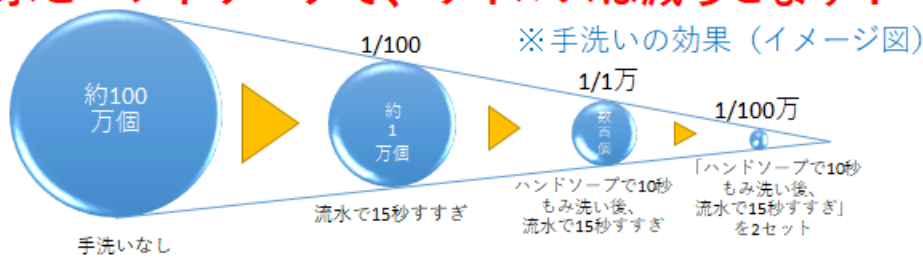 ※手洗いの効果（イメージ図）
約100
万個
手洗いなし
1/100
約
1
万個
流水で15秒すすぎ
1/1万
数
百
個
ハンドソープで10秒
もみ洗い後、
流水で15秒すすぎ
1/100万
「ハンドソープで10秒
もみ洗い後、
流水で15秒すすぎ」
を2セット